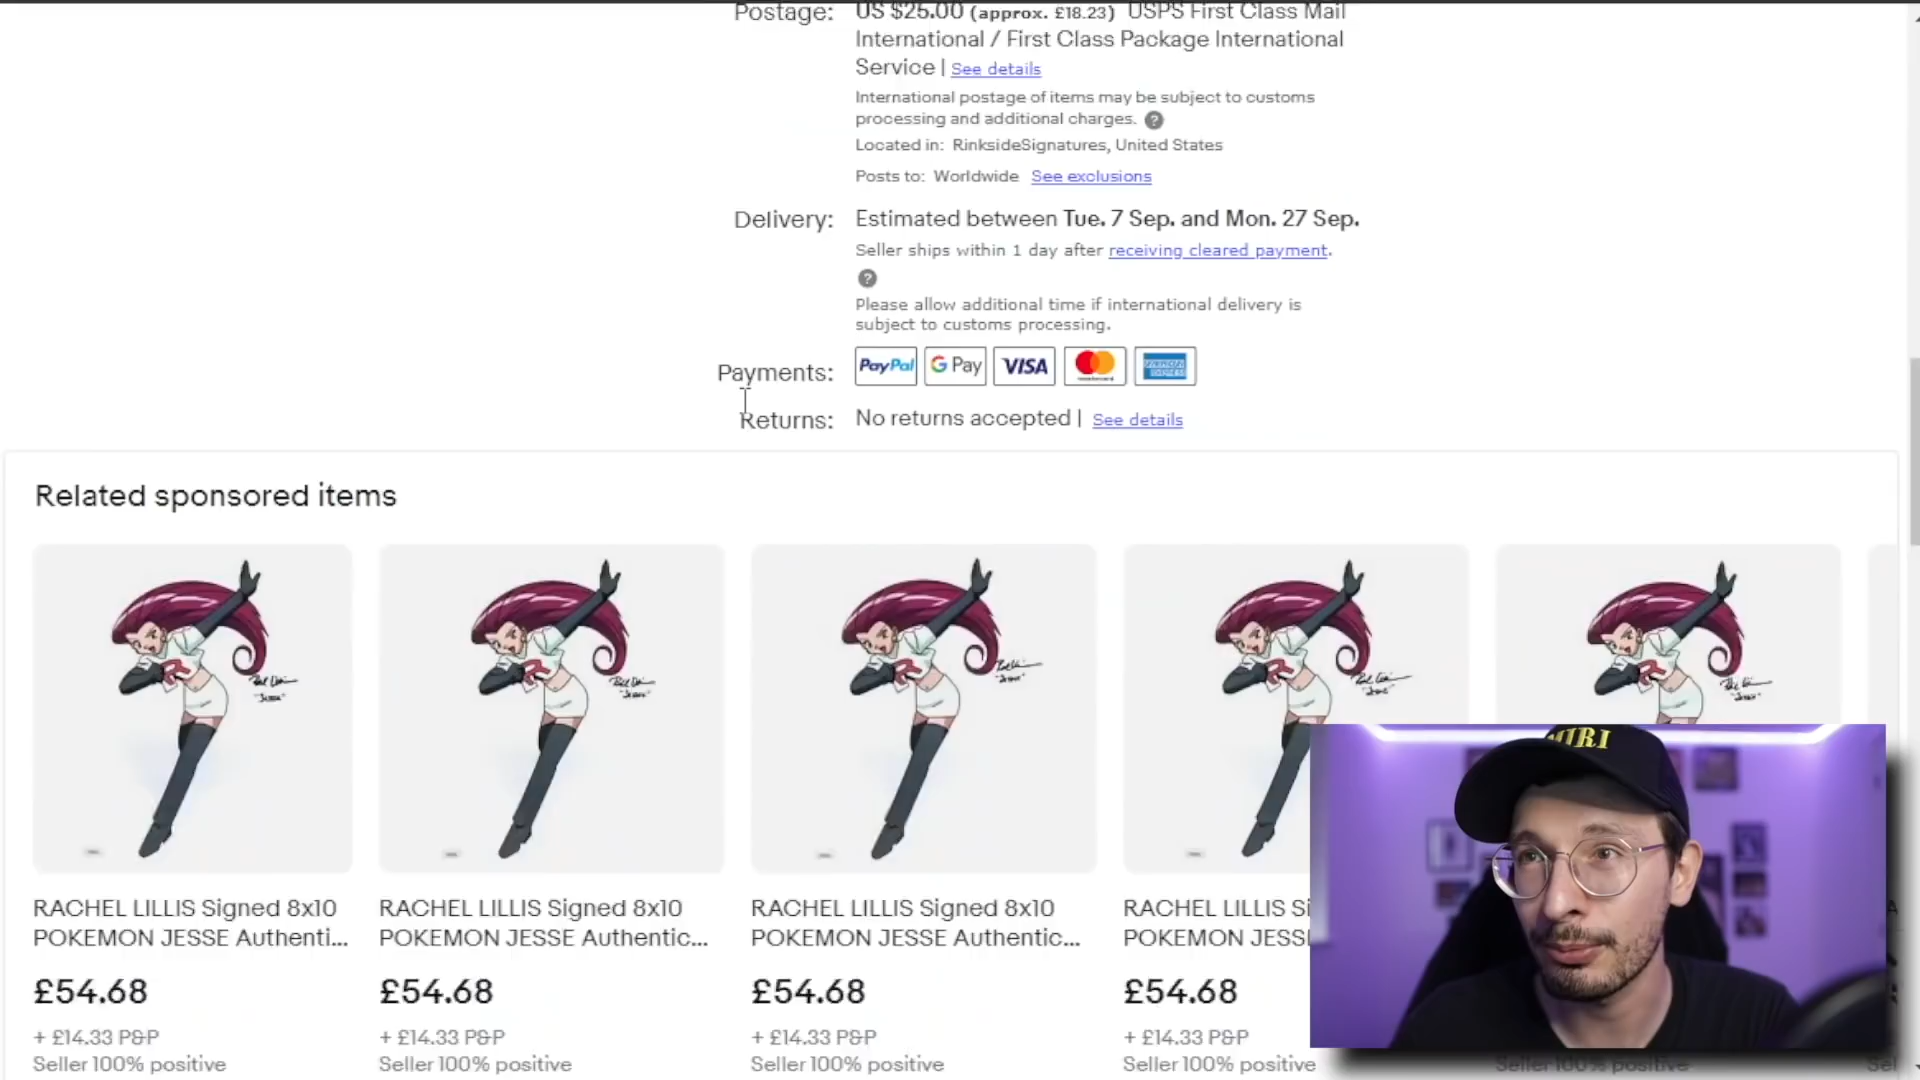 Postage: US $25.00 (approx. £18.23) USPS First Class Mail
International / First Class Package International
Service | See details
International postage of items may be subject to customs
processing and additional charges. ?
Located in: RinksideSignatures, United States
Posts to: Worldwide See exclusions
Delivery: Estimated between Tue. 7 Sep. and Mon. 27 Sep.
Seller ships within 1 day after receiving cleared payment.
?
Please allow additional time if international delivery is
subject to customs processing.
Payments: PayPal G Pay VISA mastercard AMERICAN EXPRESS
Returns: No returns accepted | See details
Related sponsored items
RACHEL LILLIS Signed 8x10
POKEMON JESSE Authenti...
£54.68
+ £14.33 P&P
Seller 100% positive
RACHEL LILLIS Signed 8x10
POKEMON JESSE Authentic...
£54.68
+ £14.33 P&P
Seller 100% positive
RACHEL LILLIS Signed 8x10
POKEMON JESSE Authentic...
£54.68
+ £14.33 P&P
Seller 100% positive
RACHEL LILLIS Si
POKEMON JESS
£54.68
+ £14.33 P&P
Seller 100% positive
Seller 100% positive
Sel